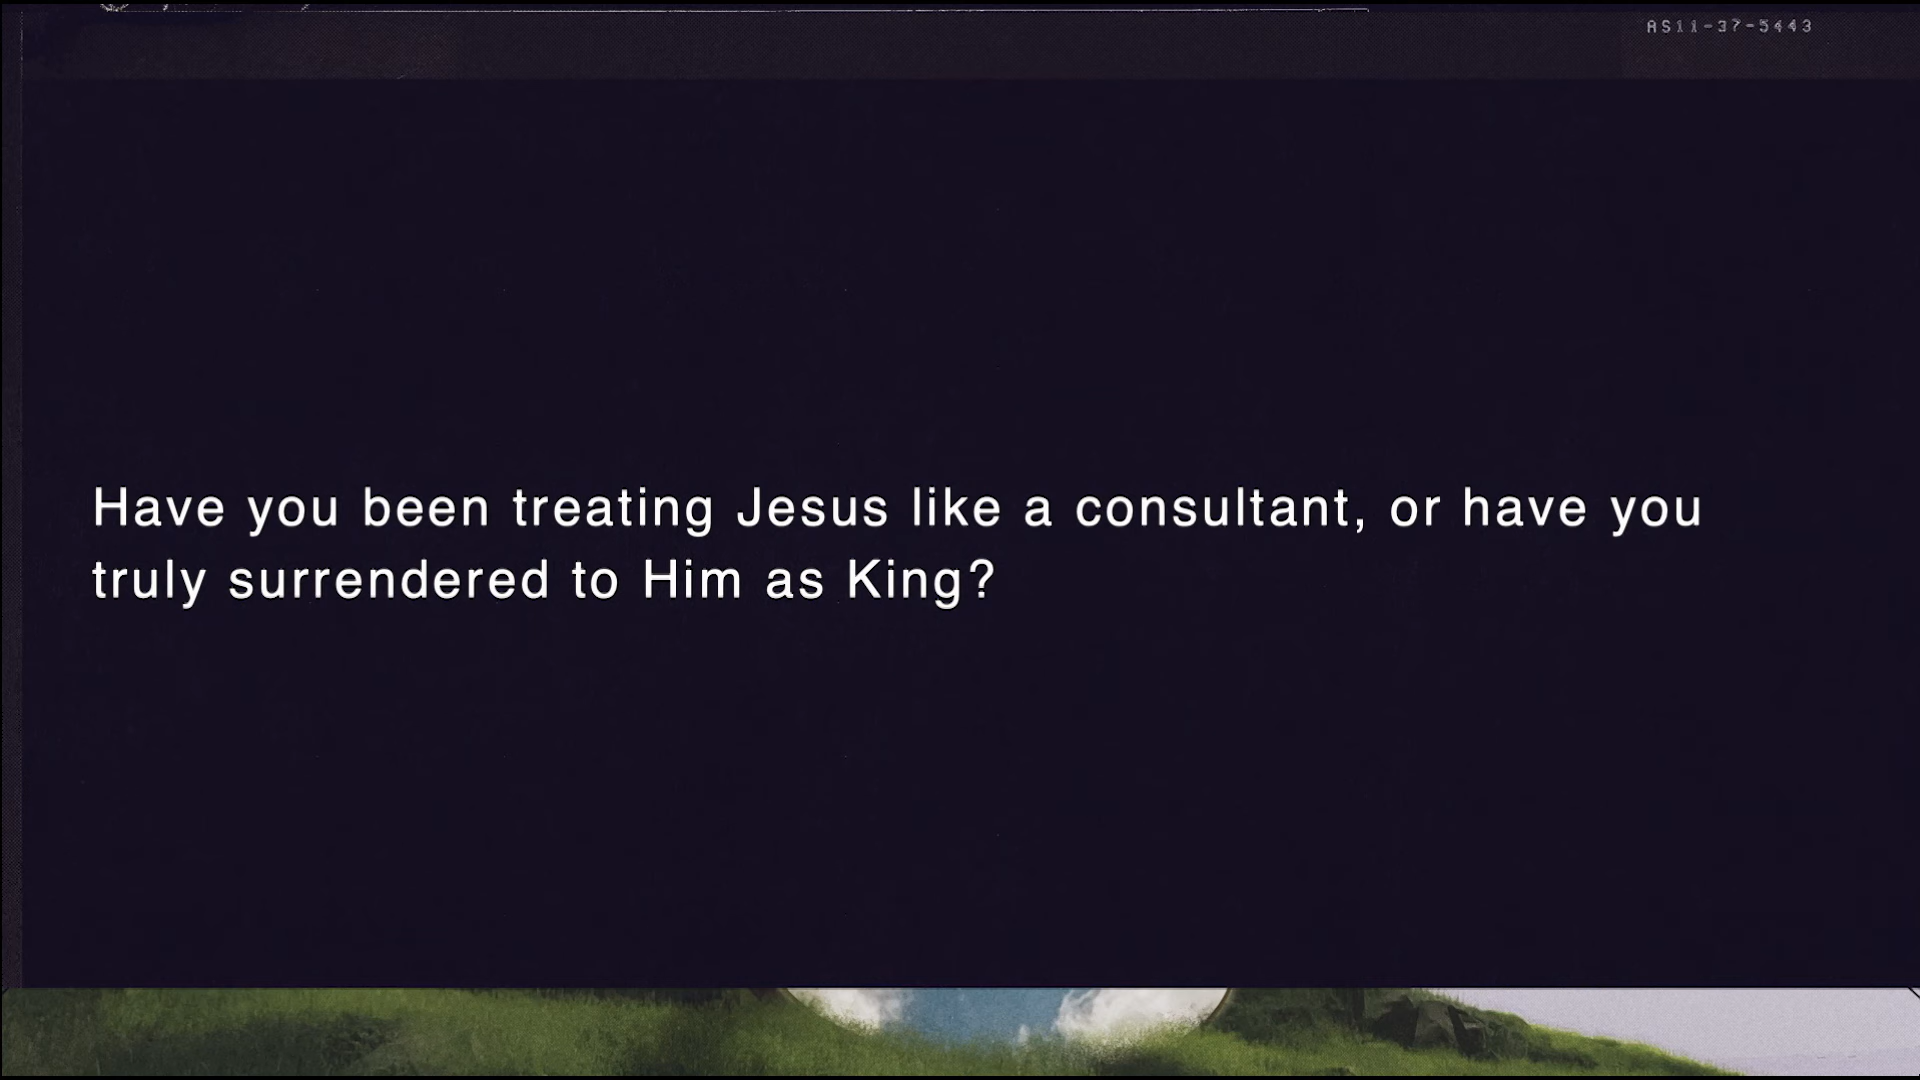 AS11-37-5443
Have you been treating Jesus like a consultant, or have you
truly surrendered to Him as King?